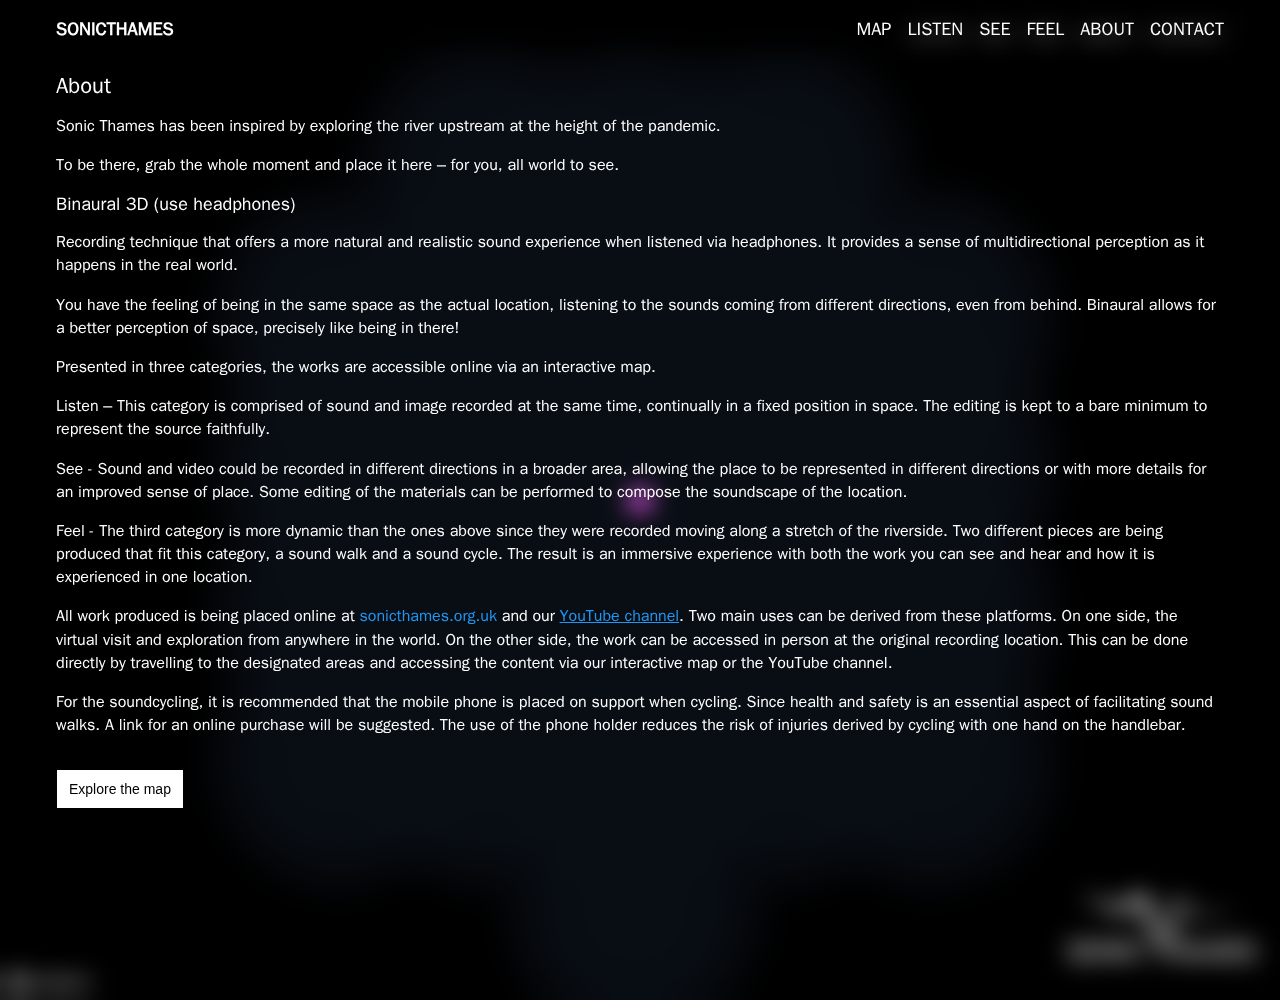 SONICTHAMES
MAP LISTEN SEE FEEL ABOUT CONTACT
About
Sonic Thames has been inspired by exploring the river upstream at the height of the pandemic.
To be there, grab the whole moment and place it here – for you, all world to see.
Binaural 3D (use headphones)
Recording technique that offers a more natural and realistic sound experience when listened via headphones. It provides a sense of multidirectional perception as it
happens in the real world.
You have the feeling of being in the same space as the actual location, listening to the sounds coming from different directions, even from behind. Binaural allows for
a better perception of space, precisely like being in there!
Presented in three categories, the works are accessible online via an interactive map.
Listen – This category is comprised of sound and image recorded at the same time, continually in a fixed position in space. The editing is kept to a bare minimum to
represent the source faithfully.
See - Sound and video could be recorded in different directions in a broader area, allowing the place to be represented in different directions or with more details for
an improved sense of place. Some editing of the materials can be performed to compose the soundscape of the location.
Feel - The third category is more dynamic than the ones above since they were recorded moving along a stretch of the riverside. Two different pieces are being
produced that fit this category, a sound walk and a sound cycle. The result is an immersive experience with both the work you can see and hear and how it is
experienced in one location.
All work produced is being placed online at sonicthames.org.uk and our YouTube channel. Two main uses can be derived from these platforms. On one side, the
virtual visit and exploration from anywhere in the world. On the other side, the work can be accessed in person at the original recording location. This can be done
directly by travelling to the designated areas and accessing the content via our interactive map or the YouTube channel.
For the soundcycling, it is recommended that the mobile phone is placed on support when cycling. Since health and safety is an essential aspect of facilitating sound
walks. A link for an online purchase will be suggested. The use of the phone holder reduces the risk of injuries derived by cycling with one hand on the handlebar.
Explore the map